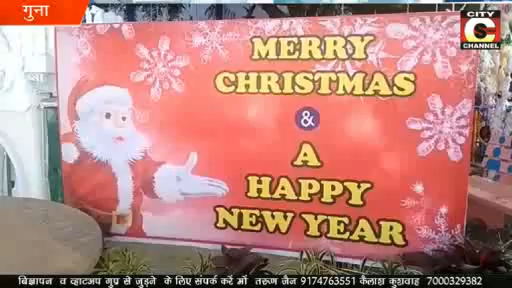 गुना
CITY
CHANNEL
MERRY
CHRISTMAS
&
A
HAPPY
NEW YEAR
बिज्ञापन व व्हाटअप ग्रुप से जुड़ने के लिए संपर्क करें मों तरूण जैन 9174763551 कैलाश कुशवाह 7000329382